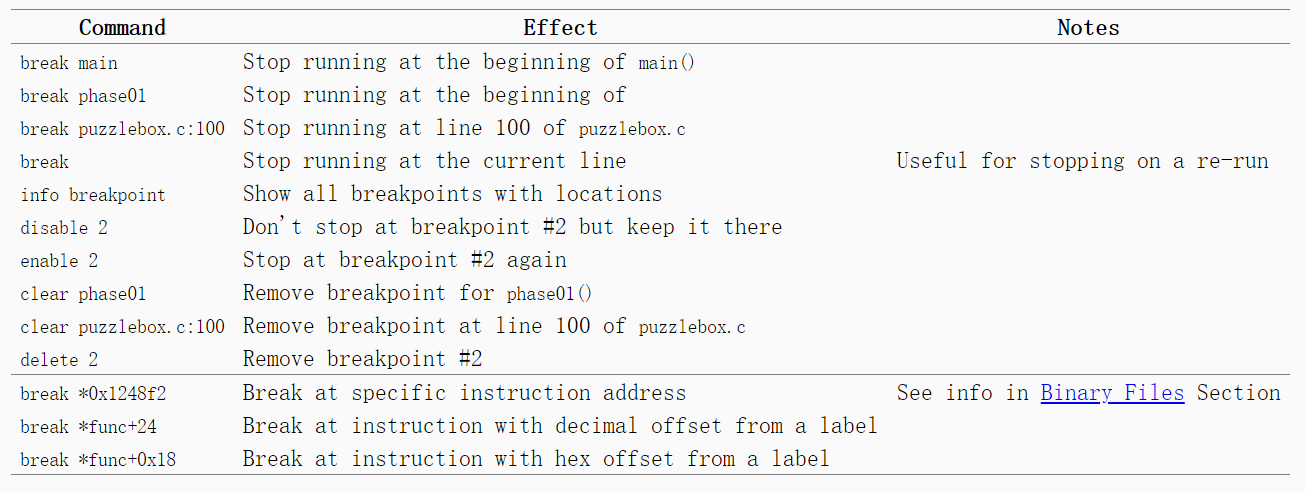 Command Effect Notes
break main Stop running at the beginning of main()
break phase01 Stop running at the beginning of
break puzzlebox.c:100 Stop running at line 100 of puzzlebox.c
break Stop running at the current line Useful for stopping on a re-run
info breakpoint Show all breakpoints with locations
disable 2 Don't stop at breakpoint #2 but keep it there
enable 2 Stop at breakpoint #2 again
clear phase01 Remove breakpoint for phase01()
clear puzzlebox.c:100 Remove breakpoint at line 100 of puzzlebox.c
delete 2 Remove breakpoint #2
break *0x1248f2 Break at specific instruction address See info in Binary Files Section
break *func+24 Break at instruction with decimal offset from a label
break *func+0x18 Break at instruction with hex offset from a label